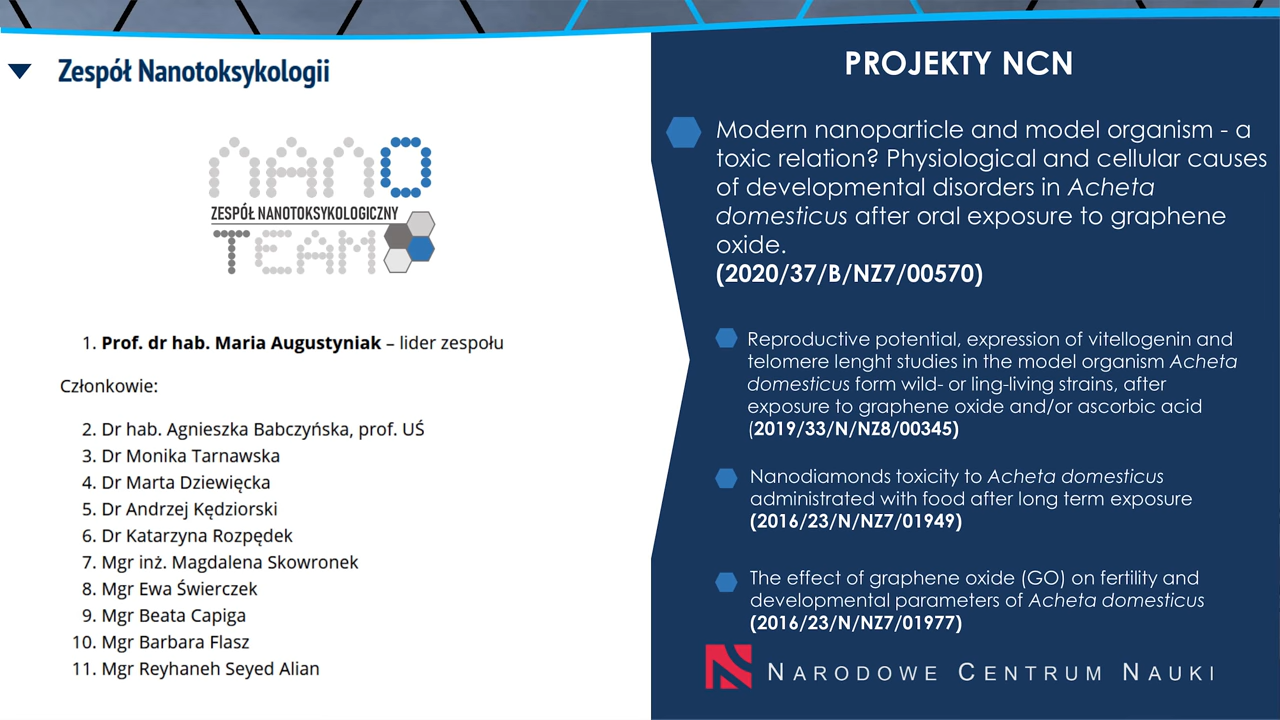 Zespół Nanotoksykologii
NANO
ZESPÓŁ NANOTOKSYKOLOGICZNY
TEAM
1. Prof. dr hab. Maria Augustyniak – lider zespołu
Członkowie:
2. Dr hab. Agnieszka Babczyńska, prof. UŚ
3. Dr Monika Tarnawska
4. Dr Marta Dziewięcka
5. Dr Andrzej Kędziorski
6. Dr Katarzyna Rozpędek
7. Mgr inż. Magdalena Skowronek
8. Mgr Ewa Świerczek
9. Mgr Beata Capiga
10. Mgr Barbara Flasz
11. Mgr Reyhaneh Seyed Alian
PROJEKTY NCN
Modern nanoparticle and model organism - a
toxic relation? Physiological and cellular causes
of developmental disorders in Acheta
domesticus after oral exposure to graphene
oxide.
(2020/37/B/NZ7/00570)
Reproductive potential, expression of vitellogenin and
telomere lenght studies in the model organism Acheta
domesticus form wild- or ling-living strains, after
exposure to graphene oxide and/or ascorbic acid
(2019/33/N/NZ8/00345)
Nanodiamonds toxicity to Acheta domesticus
administrated with food after long term exposure
(2016/23/N/NZ7/01949)
The effect of graphene oxide (GO) on fertility and
developmental parameters of Acheta domesticus
(2016/23/N/NZ7/01977)
NARODOWE CENTRUM NAUKI